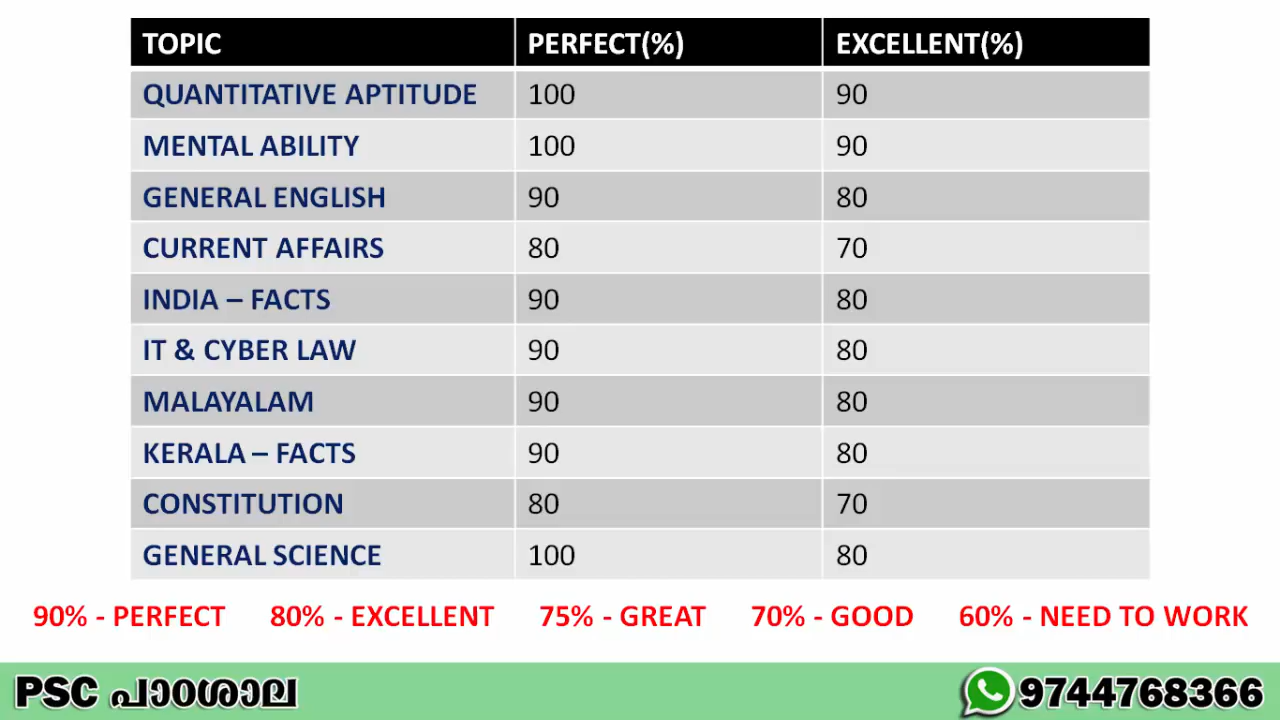 TOPIC PERFECT(%) EXCELLENT(%)
QUANTITATIVE APTITUDE 100 90
MENTAL ABILITY 100 90
GENERAL ENGLISH 90 80
CURRENT AFFAIRS 80 70
INDIA – FACTS 90 80
IT & CYBER LAW 90 80
MALAYALAM 90 80
KERALA – FACTS 90 80
CONSTITUTION 80 70
GENERAL SCIENCE 100 80
90% - PERFECT 80% - EXCELLENT 75% - GREAT 70% - GOOD 60% - NEED TO WORK
PSC പാഠശാല 9744768366